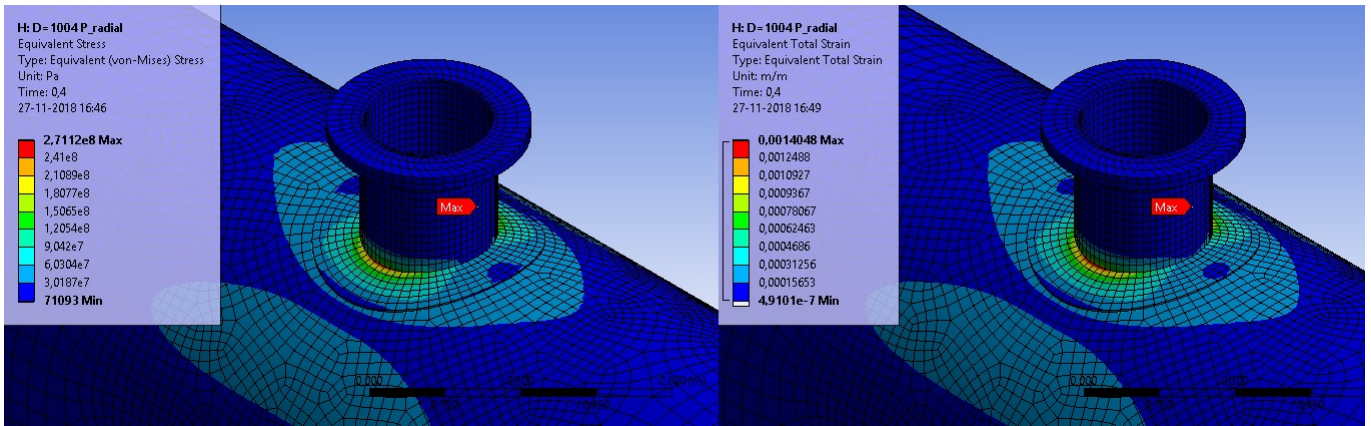 H: D=1004 P_radial
Equivalent Stress
Type: Equivalent (von-Mises) Stress
Unit: Pa
Time: 0,4
27-11-2018 16:46
2,7112e8 Max
2,41e8
2,1089e8
1,8077e8
1,5065e8
1,2054e8
9,042e7
6,0304e7
3,0187e7
71093 Min
Max
0,000
H: D=1004 P_radial
Equivalent Total Strain
Type: Equivalent Total Strain
Unit: m/m
Time: 0,4
27-11-2018 16:49
0,0014048 Max
0,0012488
0,0010927
0,0009367
0,00078067
0,00062463
0,0004686
0,00031256
0,00015653
4,9101e-7 Min
Max
0,000